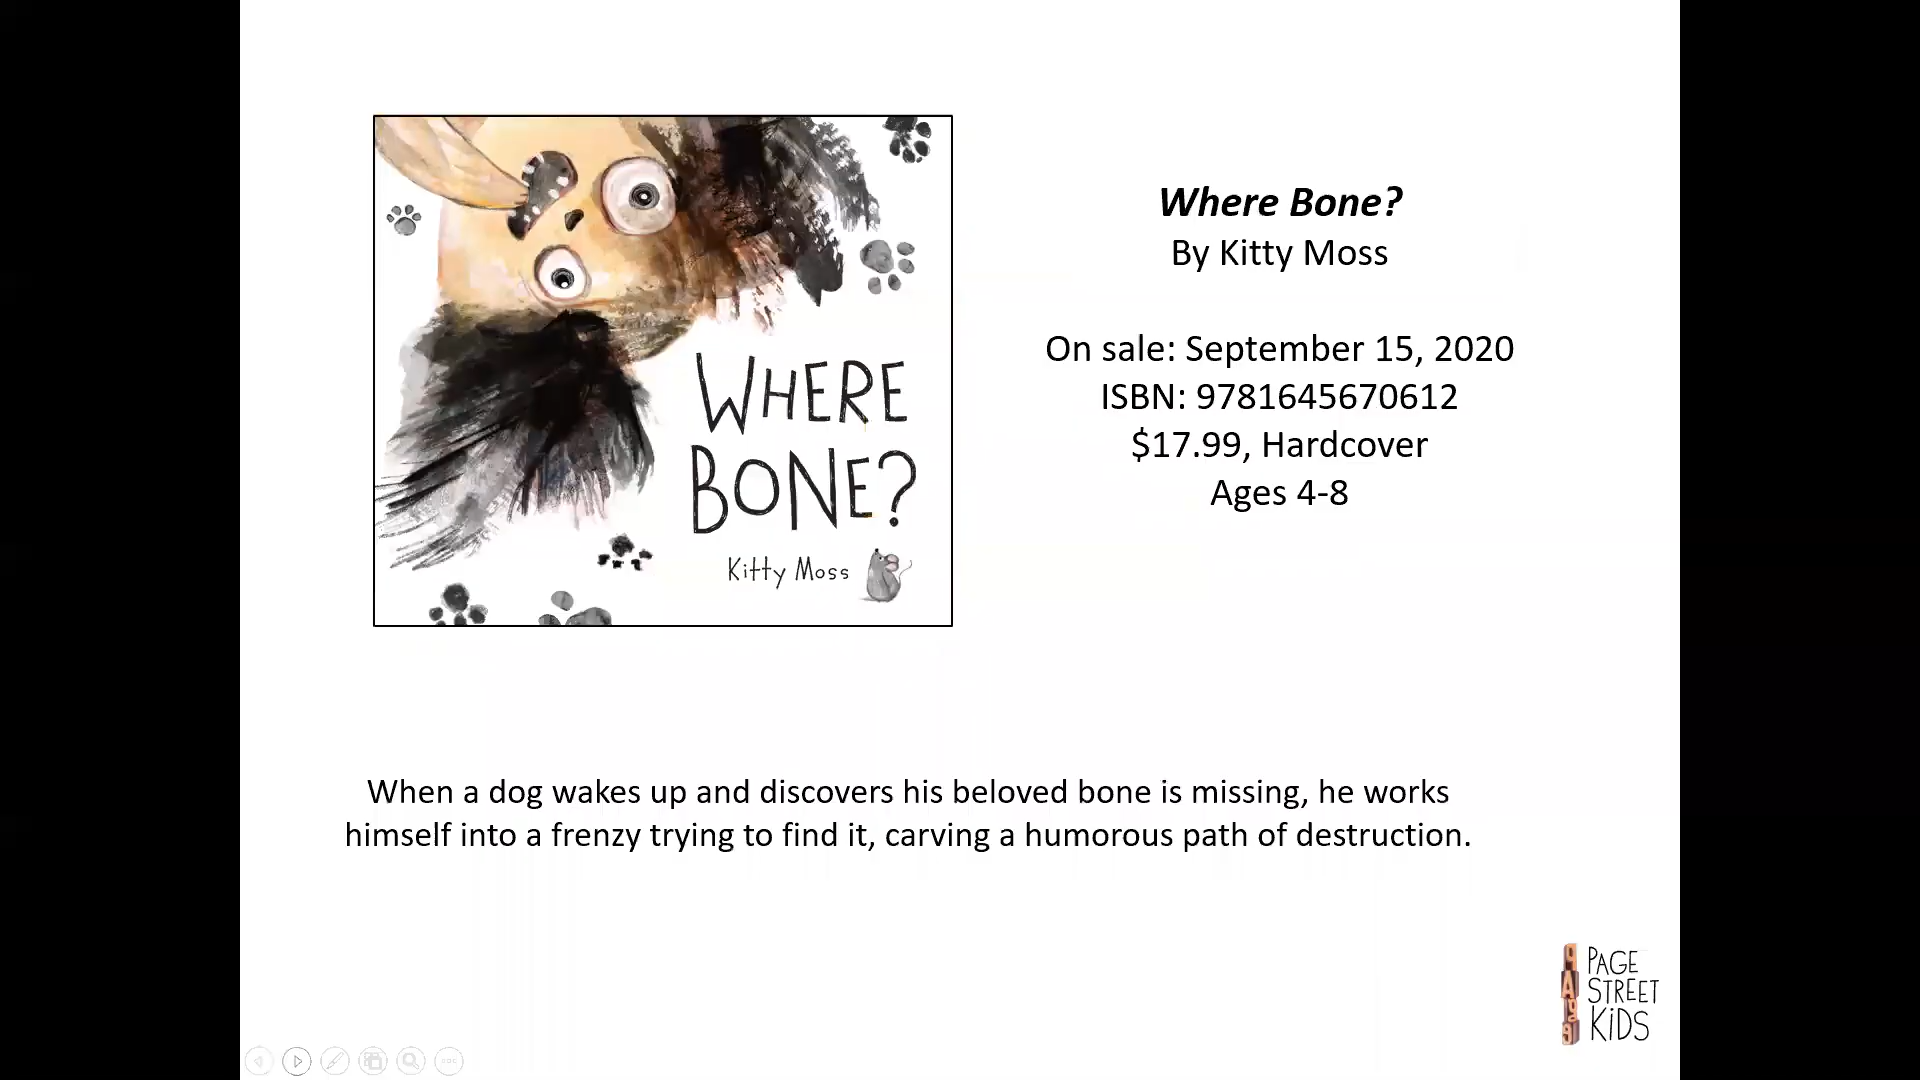 WHERE
BONE?
Kitty Moss
Where Bone?
By Kitty Moss
On sale: September 15, 2020
ISBN: 9781645670612
$17.99, Hardcover
Ages 4-8
When a dog wakes up and discovers his beloved bone is missing, he works
himself into a frenzy trying to find it, carving a humorous path of destruction.
PAGE
STREET
KiDS